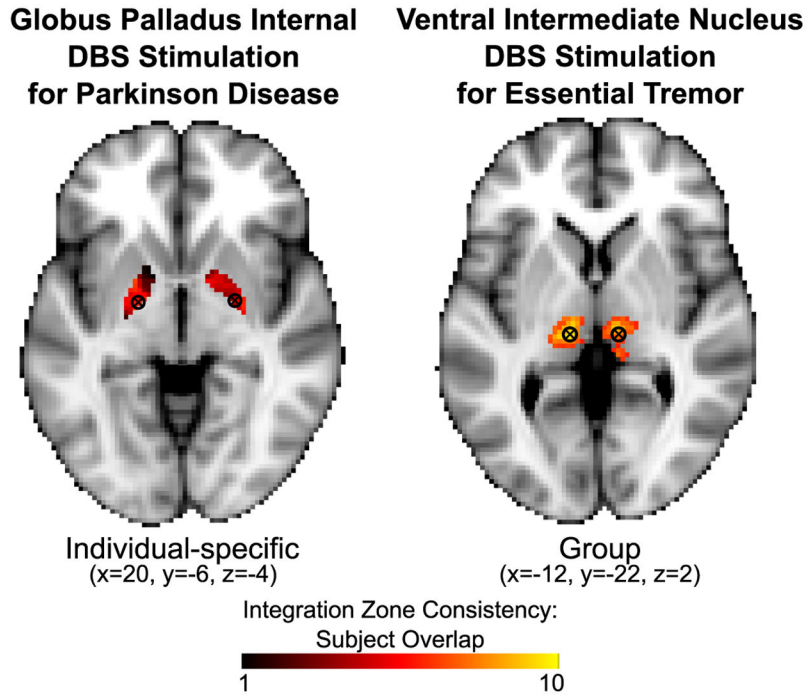 Globus Palladus Internal
DBS Stimulation
for Parkinson Disease
Ventral Intermediate Nucleus
DBS Stimulation
for Essential Tremor
Individual-specific
(x=20, y=-6, z=-4)
Group
(x=-12, y=-22, z=2)
Integration Zone Consistency:
Subject Overlap
1
10